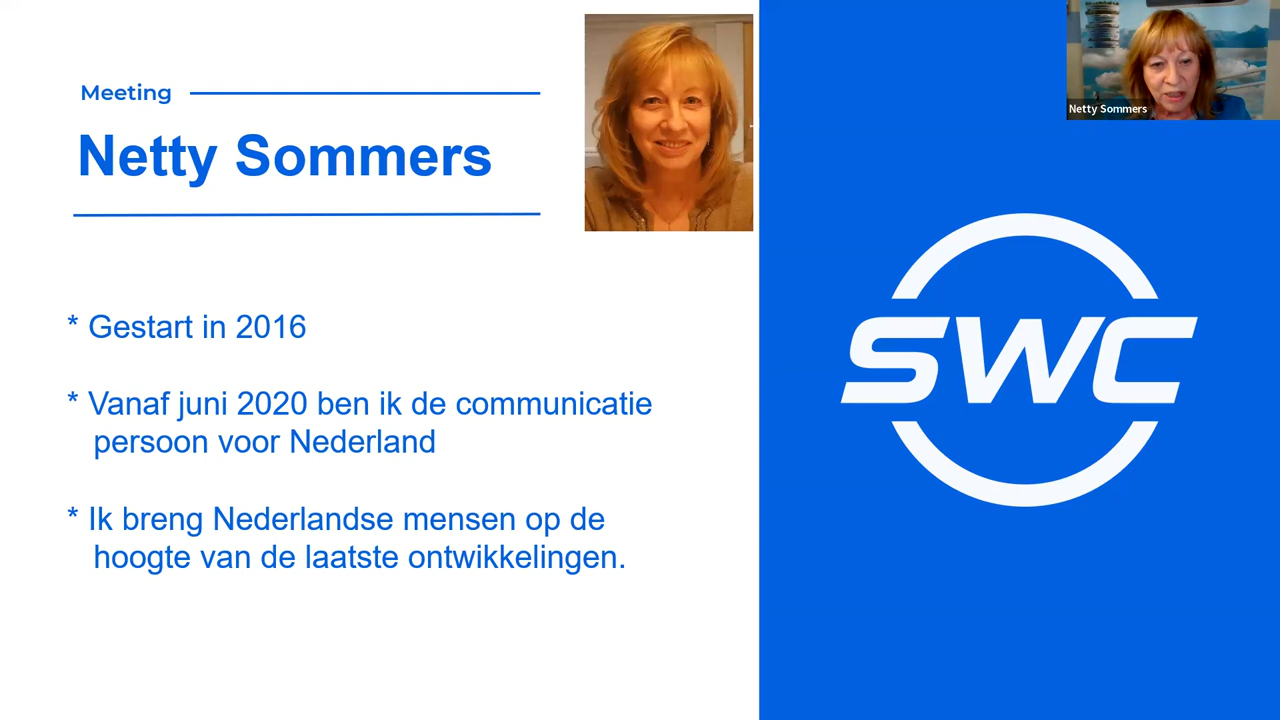 Meeting
Netty Sommers
* Gestart in 2016
* Vanaf juni 2020 ben ik de communicatie
persoon voor Nederland
* Ik breng Nederlandse mensen op de
hoogte van de laatste ontwikkelingen.
Netty Sommers
SWC